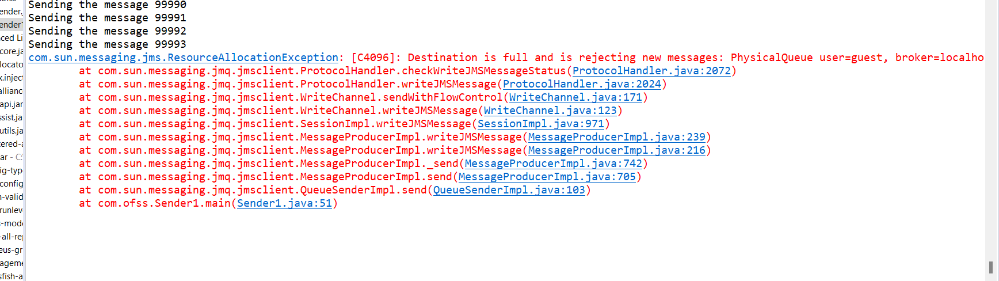 Sending the message 99990
ender.
Sending the message 99991
ender1
Sending the message 99992
ced Li
Sending the message 99993
core.ja
com.sun.messaging.jms.ResourceAllocationException: [C4096]: Destination is full and is rejecting new messages: PhysicalQueue user=guest, broker=localho
locato
at com.sun.messaging.jmq.jmsclient.ProtocolHandler.checkWriteJMSMessageStatus(ProtocolHandler.java:2072)
x.inject
at com.sun.messaging.jmq.jmsclient.ProtocolHandler.writeJMSMessage(ProtocolHandler.java:2024)
alliance
at com.sun.messaging.jmq.jmsclient.WriteChannel.sendWithFlowControl(WriteChannel.java:171)
api.jar
at com.sun.messaging.jmq.jmsclient.WriteChannel.writeJMSMessage(WriteChannel.java:123)
ssist.ja
at com.sun.messaging.jmq.jmsclient.SessionImpl.writeJMSMessage(SessionImpl.java:971)
utils.ja
at com.sun.messaging.jmq.jmsclient.MessageProducerImpl.writeJMSMessage(MessageProducerImpl.java:239)
tered-a
at com.sun.messaging.jmq.jmsclient.MessageProducerImpl.writeJMSMessage(MessageProducerImpl.java:216)
ar - C:
at com.sun.messaging.jmq.jmsclient.MessageProducerImpl._send(MessageProducerImpl.java:742)
ig-type
at com.sun.messaging.jmq.jmsclient.MessageProducerImpl.send(MessageProducerImpl.java:705)
config
at com.sun.messaging.jmq.jmsclient.QueueSenderImpl.send(QueueSenderImpl.java:103)
n-valid
at com.ofss.Sender1.main(Sender1.java:51)
runlev
s-mod
-all-rep
eus-gr
ageme
sfish-a